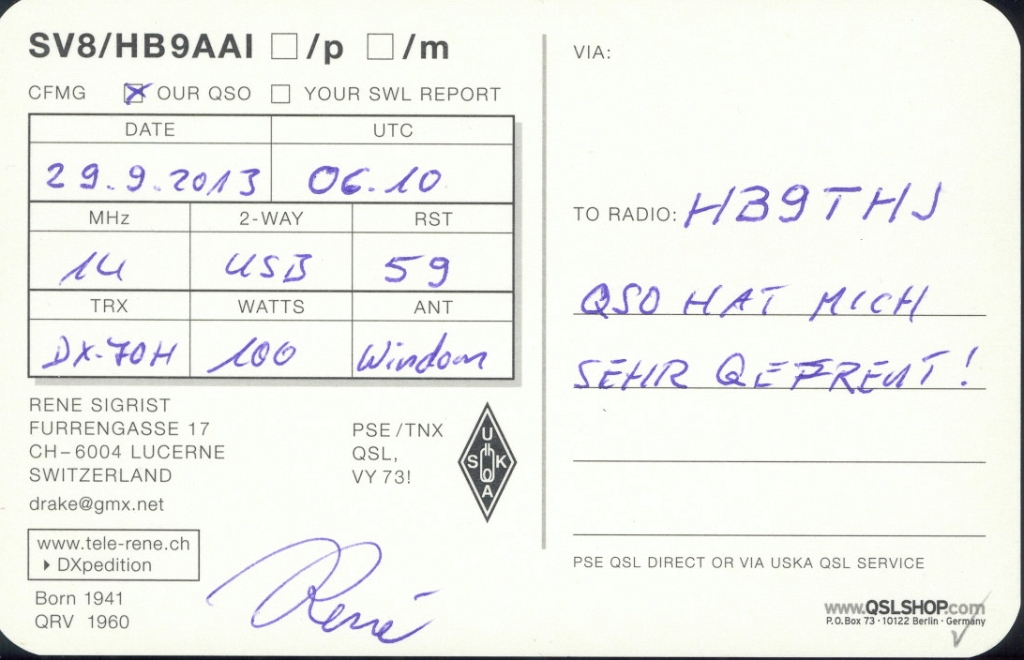 SV8/HB9AAI □/p □/m
CFMG ☒ OUR QSO □ YOUR SWL REPORT
DATE UTC
29.9.2013 06.10
MHz 2-WAY RST
14 USB 59
TRX WATTS ANT
DX-70H 100 Windom
RENE SIGRIST
FURRENGASSE 17
CH–6004 LUCERNE
SWITZERLAND
drake@gmx.net
PSE/TNX
QSL,
VY 73!
USKA
www.tele-rene.ch
DXpedition
Born 1941
QRV 1960
René
VIA:
TO RADIO: HB9THJ
QSO HAT MICH
SEHR GEFREUT!
PSE QSL DIRECT OR VIA USKA QSL SERVICE
www.QSLSHOP.com
P.O.Box 73 · 10122 Berlin · Germany